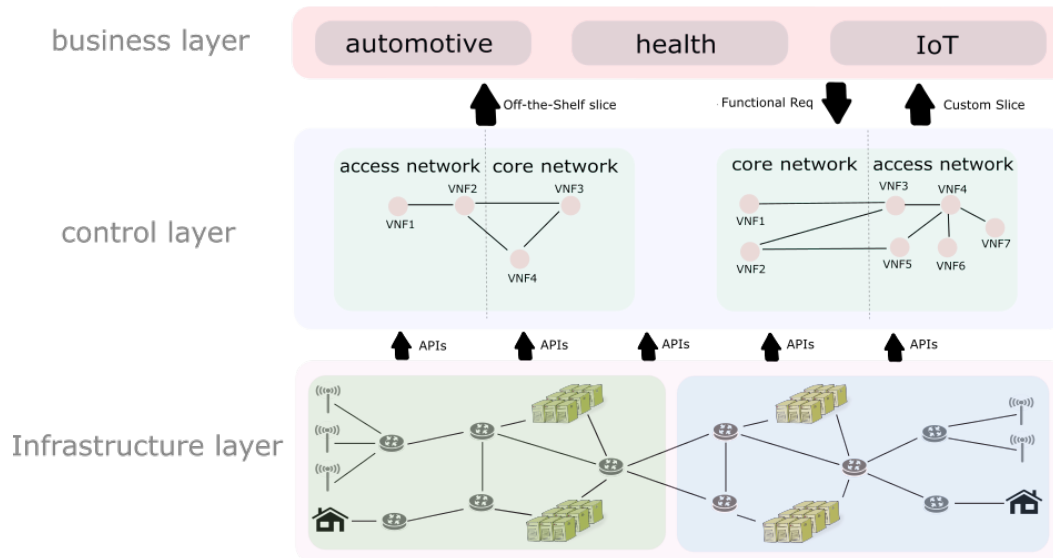 business layer
automotive
health
IoT
Off-the-Shelf slice
Functional Req
Custom Slice
control layer
access network
core network
VNF1
VNF2
VNF3
VNF4
core network
access network
VNF1
VNF2
VNF3
VNF4
VNF5
VNF6
VNF7
APIs
APIs
APIs
APIs
APIs
Infrastructure layer